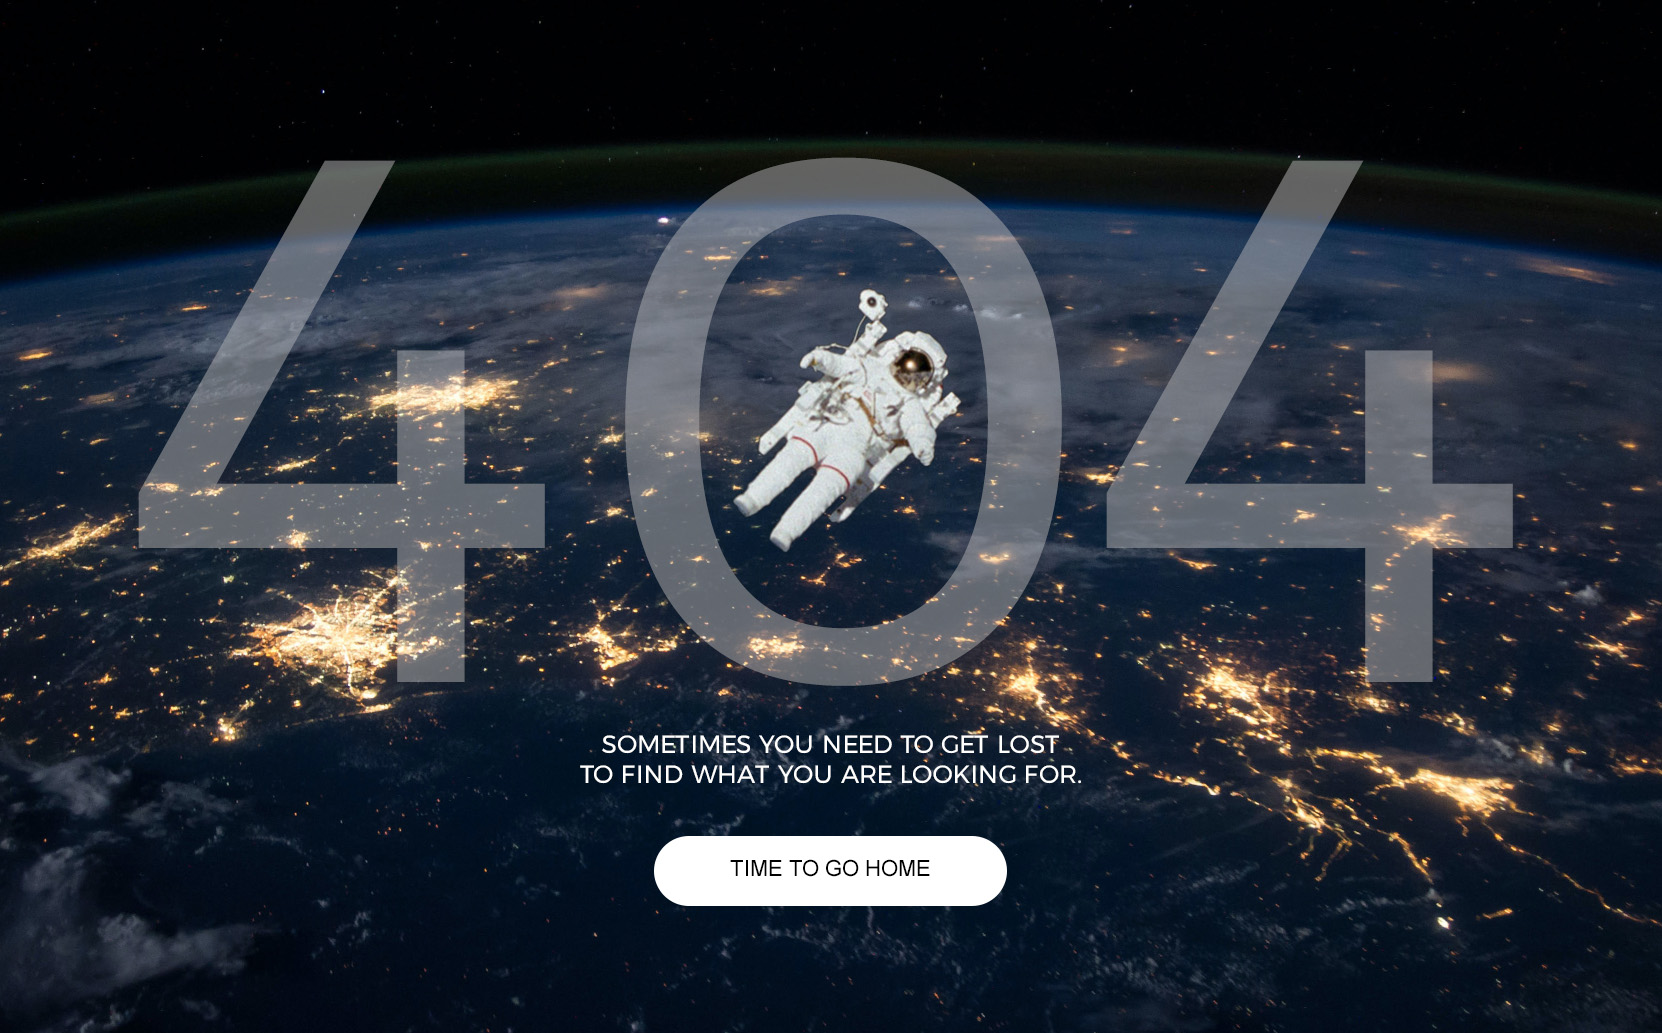 404
SOMETIMES YOU NEED TO GET LOST
TO FIND WHAT YOU ARE LOOKING FOR.
TIME TO GO HOME